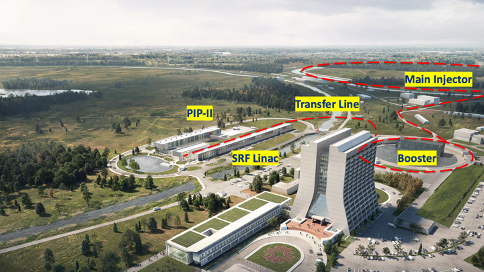 Main Injector
Transfer Line
PIP-II
SRF Linac
Booster